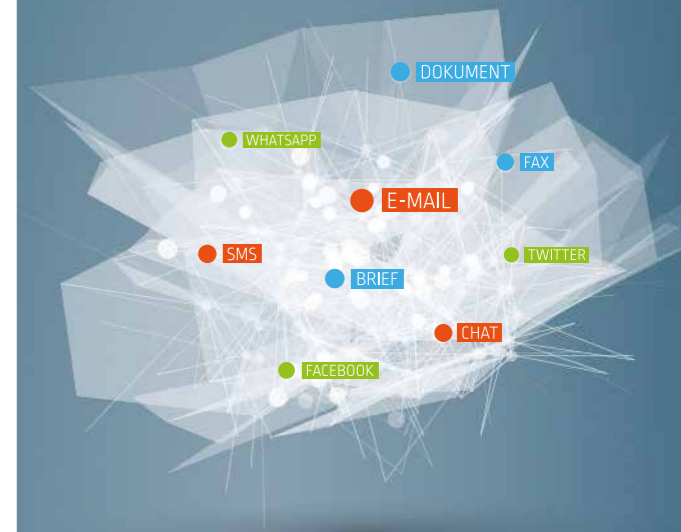 DOKUMENT
WHATSAPP
FAX
E-MAIL
SMS
TWITTER
BRIEF
CHAT
FACEBOOK